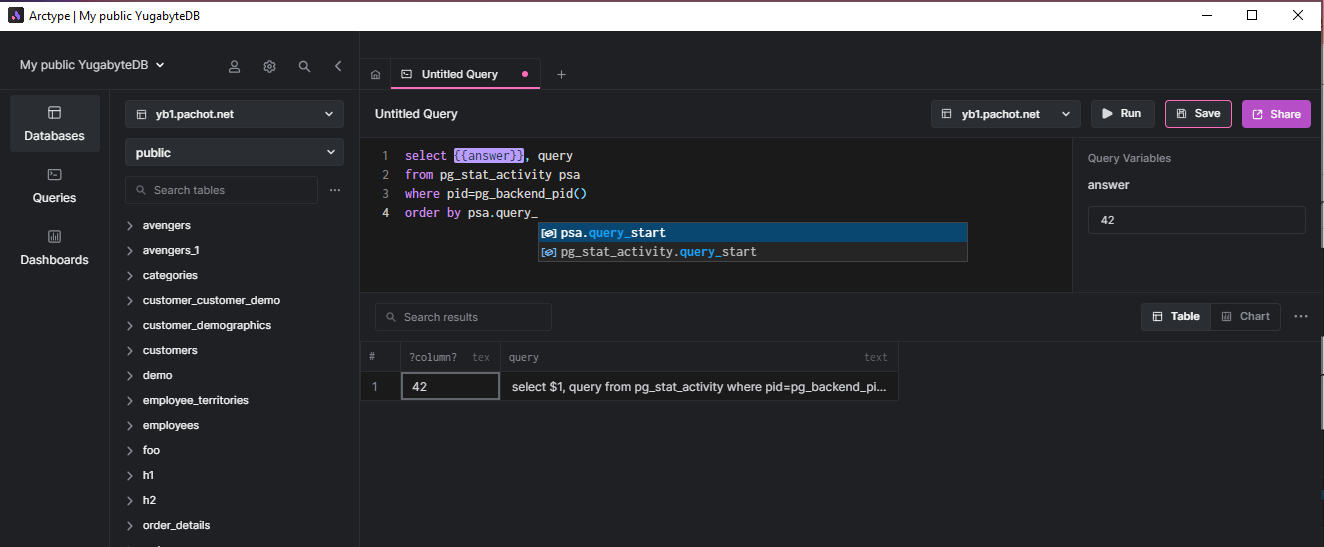 Arctype | My public YugabyteDB
My public YugabyteDB
Databases
Queries
Dashboards
yb1.pachot.net
public
Search tables
avengers
avengers_1
categories
customer_customer_demo
customer_demographics
customers
demo
employee_territories
employees
foo
h1
h2
order_details
Untitled Query
Untitled Query
yb1.pachot.net
Run
Save
Share
1 select {{answer}}, query
2 from pg_stat_activity psa
3 where pid=pg_backend_pid()
4 order by psa.query_
psa.query_start
pg_stat_activity.query_start
Query Variables
answer
42
Search results
Table
Chart
# ?column? tex query text
1 42 select $1, query from pg_stat_activity where pid=pg_backend_pi...